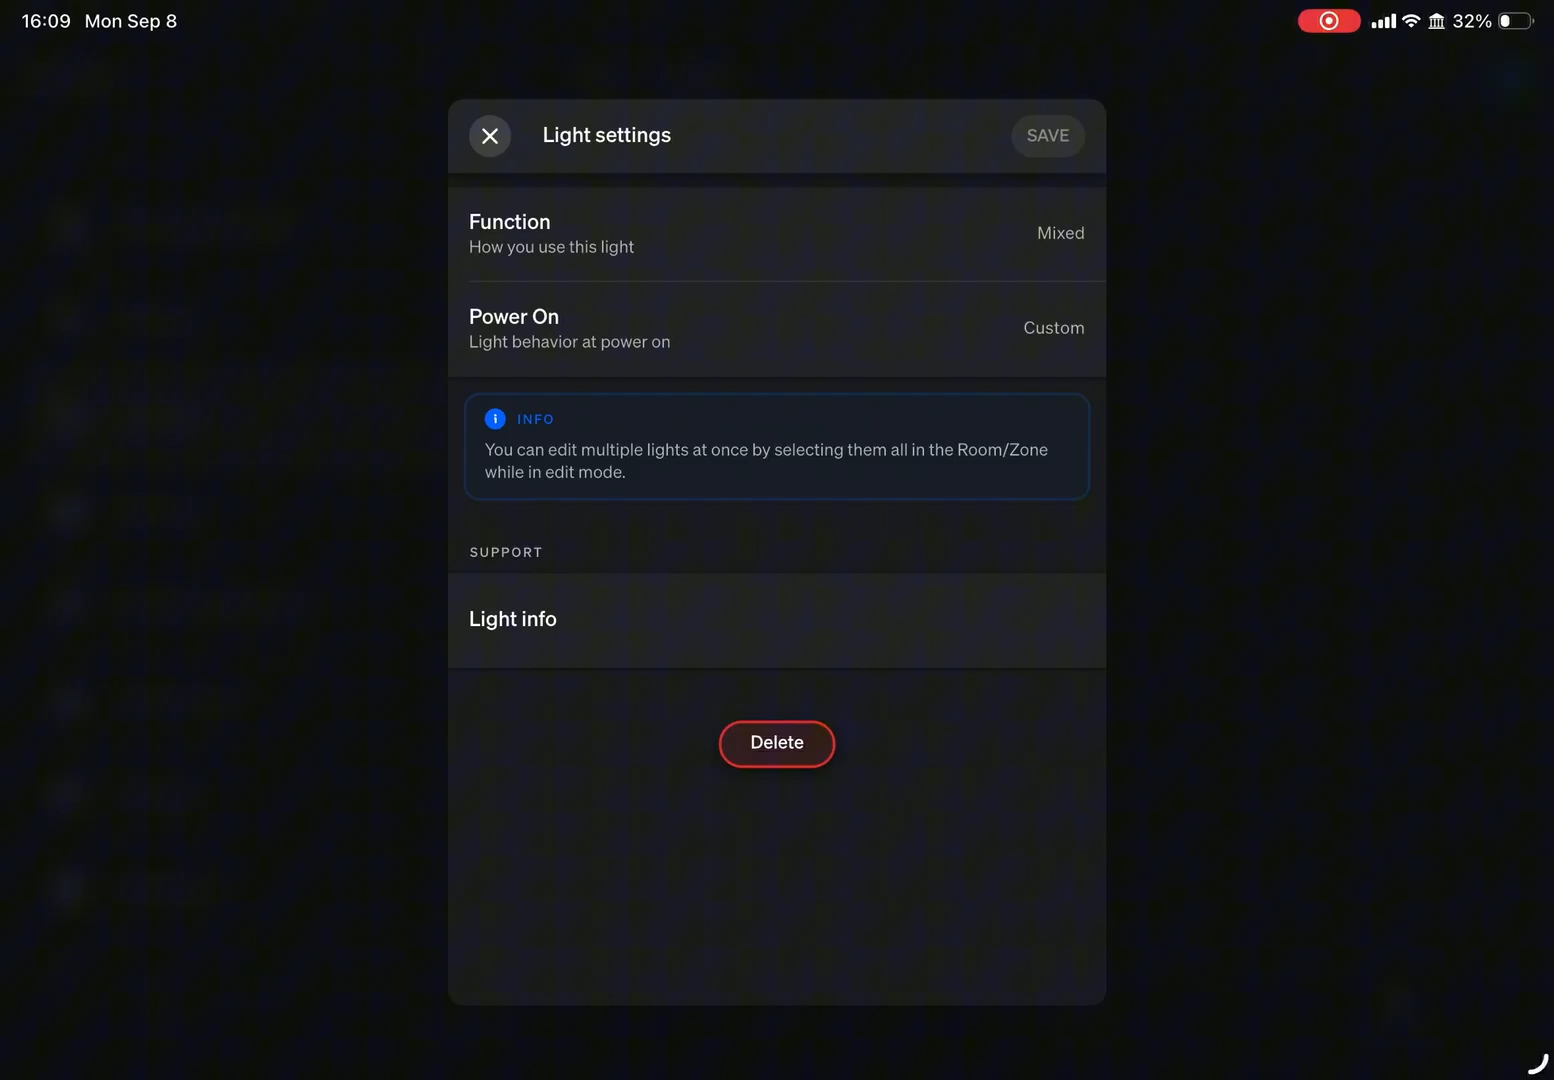 16:09 Mon Sep 8
32%
Light settings
SAVE
Function
How you use this light
Mixed
Power On
Light behavior at power on
Custom
INFO
You can edit multiple lights at once by selecting them all in the Room/Zone
while in edit mode.
SUPPORT
Light info
Delete